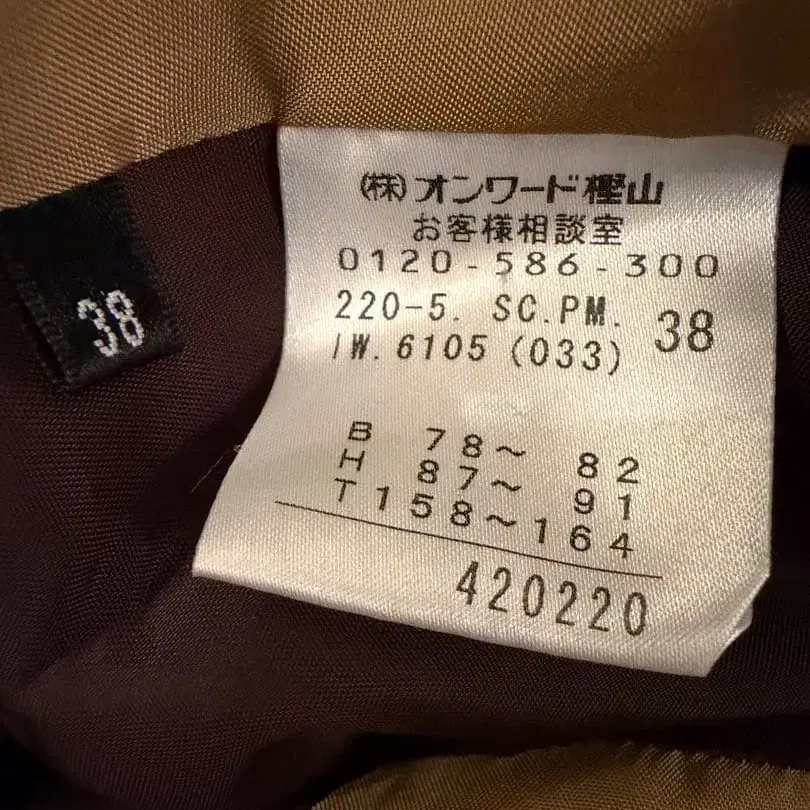 (株)オンワード樫山
お客様相談室
0120-586-300
220-5. SC.PM. 38
IW.6105 (033)
B 78~ 82
H 87~ 91
T158~164
420220
38